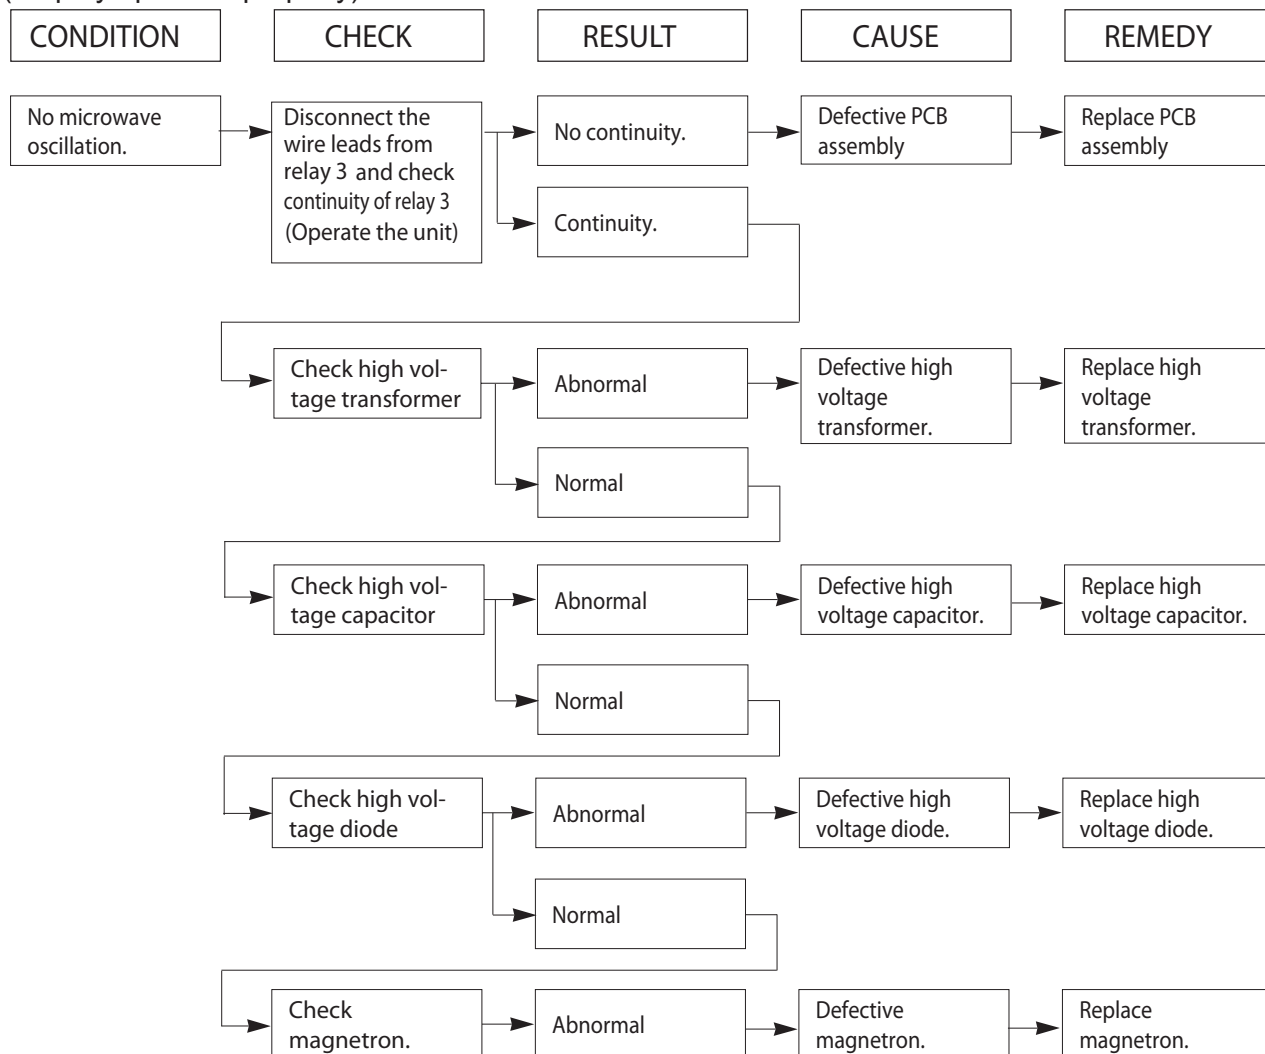 CONDITION CHECK RESULT CAUSE REMEDY
No microwave
oscillation.
Disconnect the
wire leads from
relay 3 and check
continuity of relay 3
(Operate the unit)
No continuity.
Defective PCB
assembly
Replace PCB
assembly
Continuity.
Check high vol-
tage transformer
Abnormal
Defective high
voltage
transformer.
Replace high
voltage
transformer.
Normal
Check high vol-
tage capacitor
Abnormal
Defective high
voltage capacitor.
Replace high
voltage capacitor.
Normal
Check high vol-
tage diode
Abnormal
Defective high
voltage diode.
Replace high
voltage diode.
Normal
Check
magnetron.
Abnormal
Defective
magnetron.
Replace
magnetron.